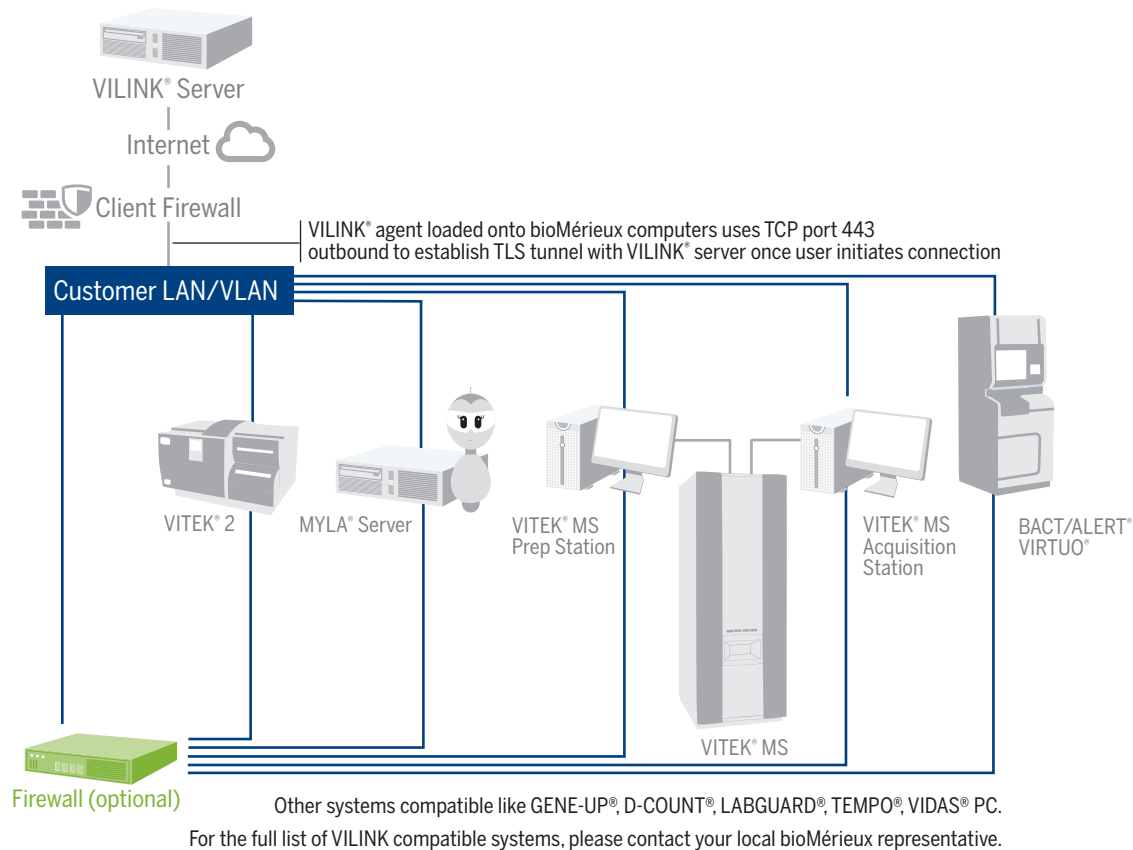 VILINK® Server
Internet
Client Firewall
VILINK® agent loaded onto bioMérieux computers uses TCP port 443
outbound to establish TLS tunnel with VILINK® server once user initiates connection
Customer LAN/VLAN
VITEK® 2
MYLA® Server
VITEK® MS
Prep Station
VITEK® MS
Acquisition
Station
BACT/ALERT®
VIRTUO®
VITEK® MS
Firewall (optional)
Other systems compatible like GENE-UP®, D-COUNT®, LABGUARD®, TEMPO®, VIDAS® PC.
For the full list of VILINK compatible systems, please contact your local bioMérieux representative.